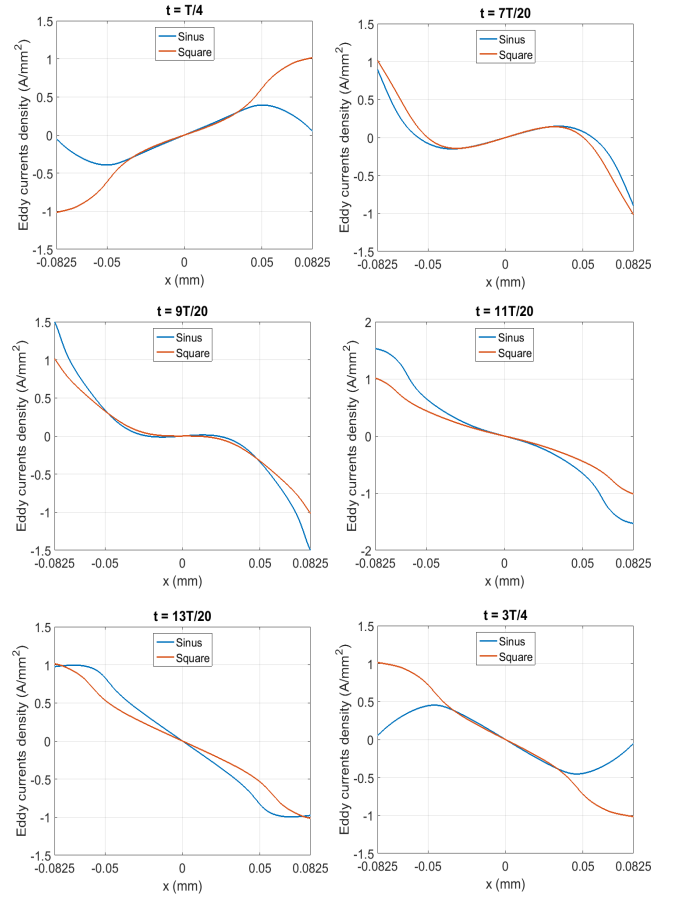 t = T/4
Eddy currents density (A/mm²)
1.5
1
0.5
0
-0.5
-1
-1.5
Sinus
Square
-0.0825 -0.05 0 0.05 0.0825
x (mm)
t = 7T/20
Eddy currents density (A/mm²)
1.5
1
0.5
0
-0.5
-1
-1.5
Sinus
Square
-0.0825 -0.05 0 0.05 0.0825
x (mm)
t = 9T/20
Eddy currents density (A/mm²)
1.5
1
0.5
0
-0.5
-1
-1.5
Sinus
Square
-0.0825 -0.05 0 0.05 0.0825
x (mm)
t = 11T/20
Eddy currents density (A/mm²)
2
1
0
-1
-2
Sinus
Square
-0.0825 -0.05 0 0.05 0.0825
x (mm)
t = 13T/20
Eddy currents density (A/mm²)
1.5
1
0.5
0
-0.5
-1
-1.5
Sinus
Square
-0.0825 -0.05 0 0.05 0.0825
x (mm)
t = 3T/4
Eddy currents density (A/mm²)
1.5
1
0.5
0
-0.5
-1
-1.5
Sinus
Square
-0.0825 -0.05 0 0.05 0.0825
x (mm)